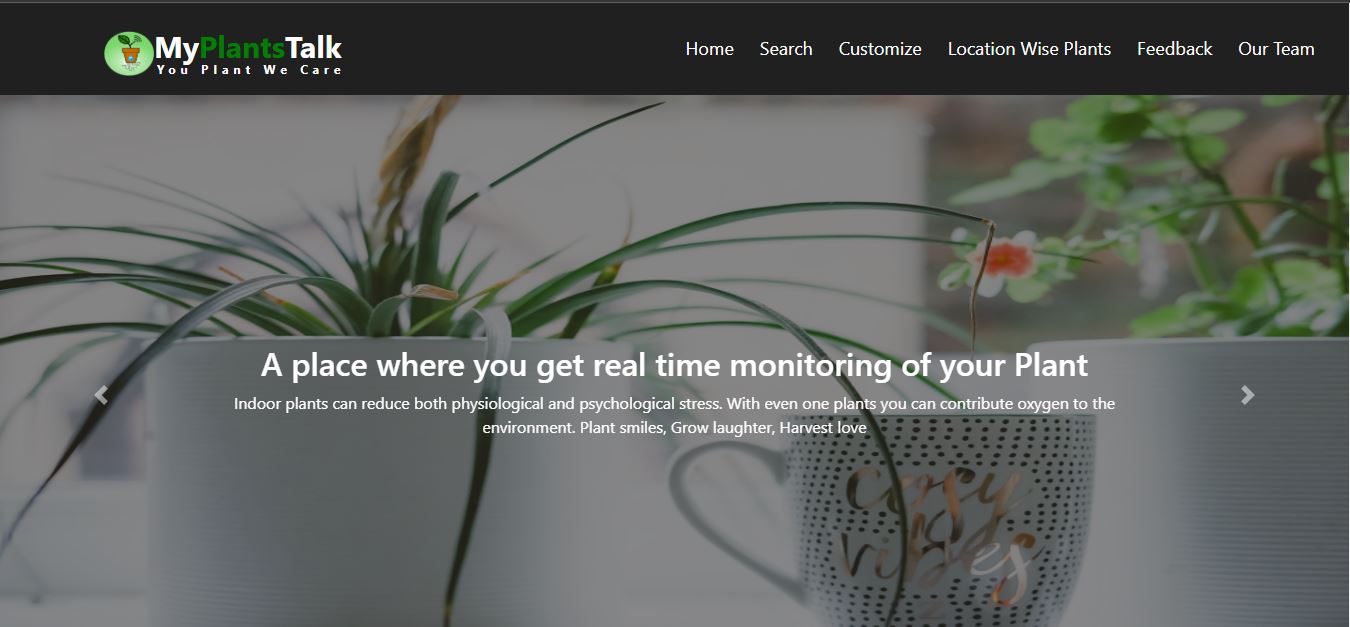 MyPlantsTalk
You Plant We Care
Home Search Customize Location Wise Plants Feedback Our Team
A place where you get real time monitoring of your Plant
Indoor plants can reduce both physiological and psychological stress. With even one plants you can contribute oxygen to the
environment. Plant smiles, Grow laughter, Harvest love
cosy
vibes